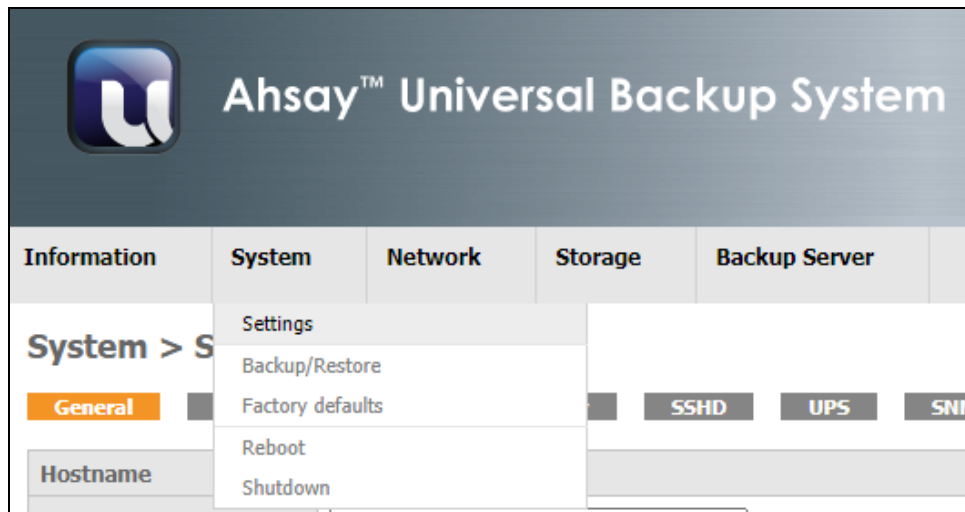 Ahsay™ Universal Backup System
Information System Network Storage Backup Server
Settings
System > S
Backup/Restore
General SSHD UPS
Factory defaults
Reboot
Hostname
Shutdown